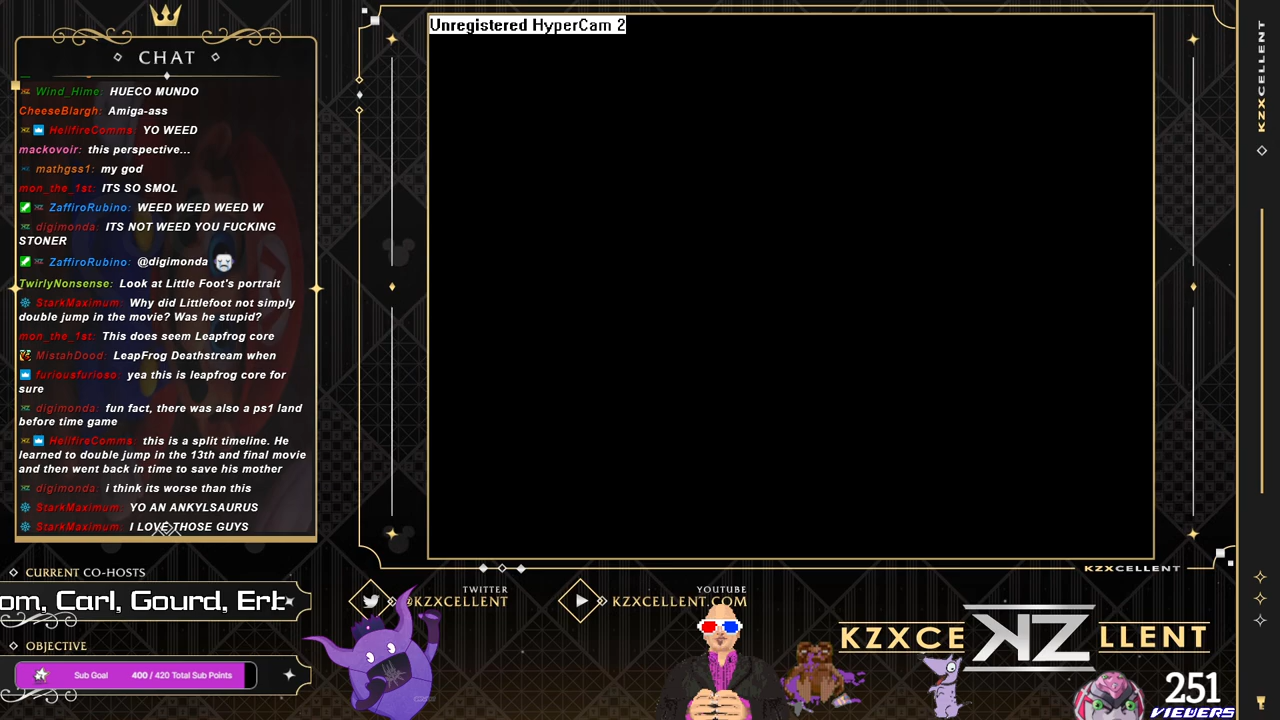 Unregistered HyperCam 2
CHAT
Wind_Hime: HUECO MUNDO
CheeseBlargh: Amiga-ass
HellfireComms: YO WEED
mackovoir: this perspective...
mathgss1: my god
mon_the_1st: ITS SO SMOL
ZaffiroRubino: WEED WEED WEED W
digimonda: ITS NOT WEED YOU FUCKING
STONER
ZaffiroRubino: @digimonda
TwirlyNonsense: Look at Little Foot's portrait
StarkMaximum: Why did Littlefoot not simply
double jump in the movie? Was he stupid?
mon_the_1st: This does seem Leapfrog core
MistahDood: LeapFrog Deathstream when
furiousfurioso: yea this is leapfrog core for
sure
digimonda: fun fact, there was also a ps1 land
before time game
HellfireComms: this is a split timeline. He
learned to double jump in the 13th and final movie
and then went back in time to save his mother
digimonda: i think its worse than this
StarkMaximum: YO AN ANKYLSAURUS
StarkMaximum: I LOVE THOSE GUYS
CURRENT CO-HOSTS
om, Carl, Gourd, Erb
OBJECTIVE
Sub Goal 400 / 420 Total Sub Points
TWITTER
@KZXCELLENT
YOUTUBE
KZXCELLENT.COM
KZXCELLENT
KZXCE KZ LLENT
251
VIEWERS
KZXCELLENT